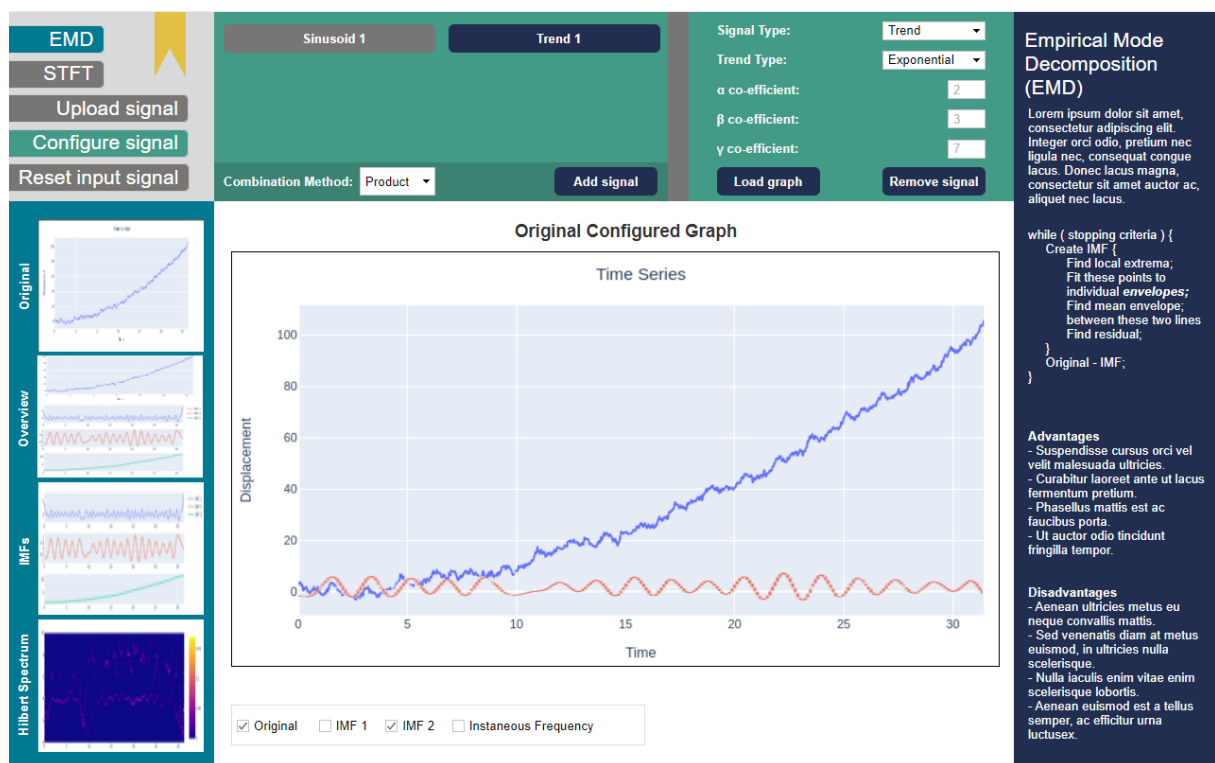 EMD
STFT
Upload signal
Configure signal
Reset input signal
Sinusoid 1
Trend 1
Combination Method:
Product
Add signal
Signal Type:
Trend
Trend Type:
Exponential
α co-efficient:
2
β co-efficient:
3
γ co-efficient:
7
Load graph
Remove signal
Original
Overview
IMFs
Hilbert Spectrum
Original Configured Graph
Time Series
Displacement
100
80
60
40
20
0
0 5 10 15 20 25 30
Time
Original
IMF 1
IMF 2
Instaneous Frequency
Empirical Mode
Decomposition
(EMD)
Lorem ipsum dolor sit amet,
consectetur adipiscing elit.
Integer orci odio, pretium nec
ligula nec, consequat congue
lacus. Donec lacus magna,
consectetur sit amet auctor ac,
aliquet nec lacus.
while ( stopping criteria ) {
Create IMF {
Find local extrema;
Fit these points to
individual envelopes;
Find mean envelope;
between these two lines
Find residual;
}
Original - IMF;
}
Advantages
- Suspendisse cursus orci vel
velit malesuada ultricies.
- Curabitur laoreet ante ut lacus
fermentum pretium.
- Phasellus mattis est ac
faucibus porta.
- Ut auctor odio tincidunt
fringilla tempor.
Disadvantages
- Aenean ultricies metus eu
neque convallis mattis.
- Sed venenatis diam at metus
euismod, in ultricies nulla
scelerisque.
- Nulla iaculis enim vitae enim
scelerisque lobortis.
- Aenean euismod est a tellus
semper, ac efficitur urna
luctusex.